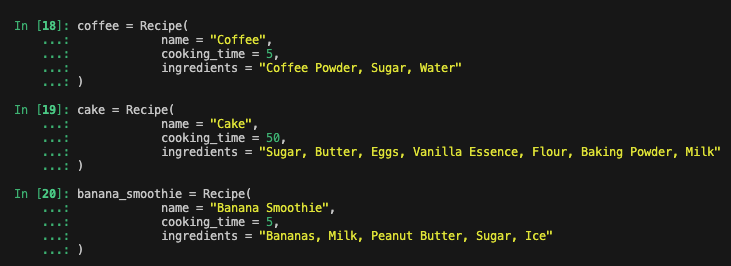 In [18]: coffee = Recipe(
...: name = "Coffee",
...: cooking_time = 5,
...: ingredients = "Coffee Powder, Sugar, Water"
...: )
In [19]: cake = Recipe(
...: name = "Cake",
...: cooking_time = 50,
...: ingredients = "Sugar, Butter, Eggs, Vanilla Essence, Flour, Baking Powder, Milk"
...: )
In [20]: banana_smoothie = Recipe(
...: name = "Banana Smoothie",
...: cooking_time = 5,
...: ingredients = "Bananas, Milk, Peanut Butter, Sugar, Ice"
...: )